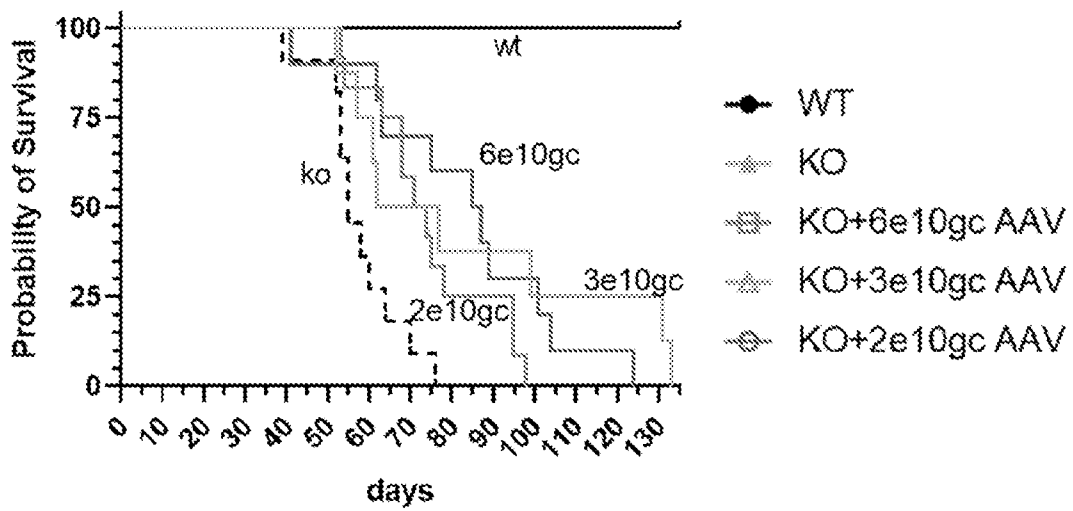 Probability of Survival
100
75
50
25
0
wt
6e10gc
ko
3e10gc
2e10gc
0 10 20 30 40 50 60 70 80 90 100 110 120 130
days
WT
KO
KO+6e10gc AAV
KO+3e10gc AAV
KO+2e10gc AAV